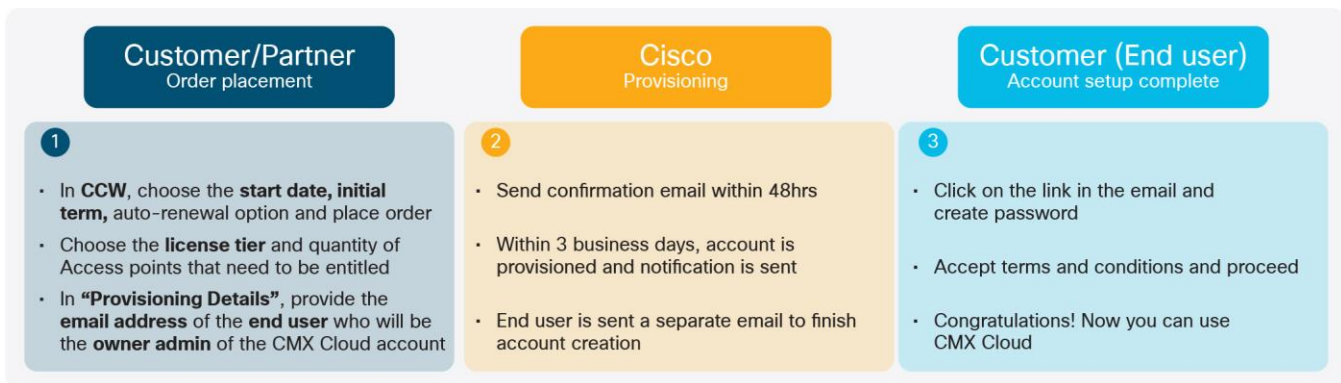 Customer/Partner
Order placement
1
· In CCW, choose the start date, initial
term, auto-renewal option and place order
· Choose the license tier and quantity of
Access points that need to be entitled
· In “Provisioning Details”, provide the
email address of the end user who will be
the owner admin of the CMX Cloud account
Cisco
Provisioning
2
· Send confirmation email within 48hrs
· Within 3 business days, account is
provisioned and notification is sent
· End user is sent a separate email to finish
account creation
Customer (End user)
Account setup complete
3
· Click on the link in the email and
create password
· Accept terms and conditions and proceed
· Congratulations! Now you can use
CMX Cloud